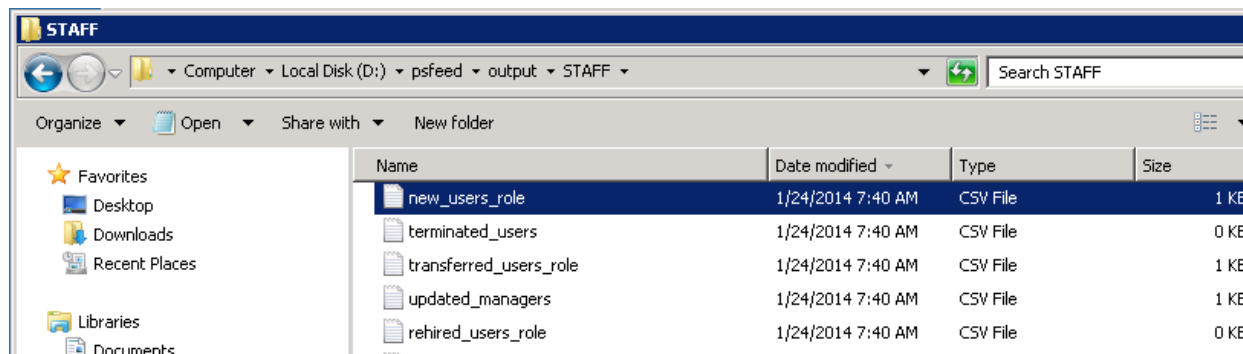 STAFF
Computer Local Disk (D:) psfeed output STAFF Search STAFF
Organize Open Share with New folder
Favorites
Desktop
Downloads
Recent Places
Libraries
Documents
Name Date modified Type Size
new_users_role 1/24/2014 7:40 AM CSV File 1 KB
terminated_users 1/24/2014 7:40 AM CSV File 0 KB
transferred_users_role 1/24/2014 7:40 AM CSV File 1 KB
updated_managers 1/24/2014 7:40 AM CSV File 1 KB
rehired_users_role 1/24/2014 7:40 AM CSV File 0 KB